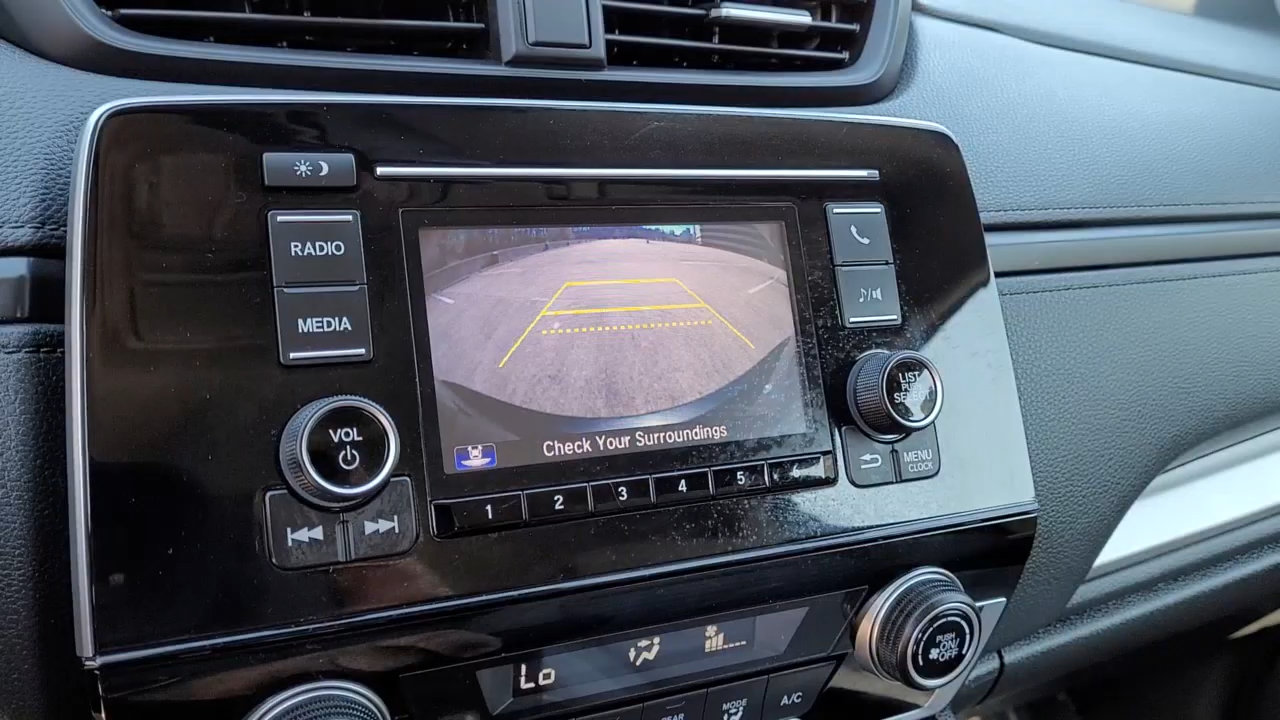 RADIO
MEDIA
VOL
Check Your Surroundings
1 2 3 4 5
LIST
PUSH
SELECT
MENU
CLOCK
Lo
PUSH
ON/
OFF
MODE
A/C
REAR